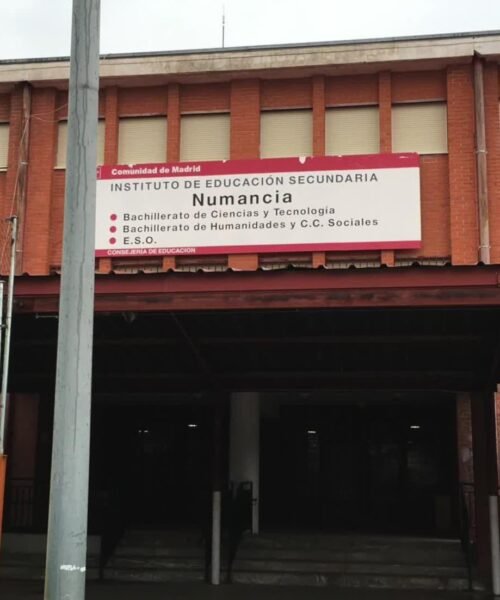 Comunidad de Madrid
INSTITUTO DE EDUCACIÓN SECUNDARIA
Numancia
Bachillerato de Ciencias y Tecnología
Bachillerato de Humanidades y C.C. Sociales
E.S.O.
CONSEJERÍA DE EDUCACIÓN